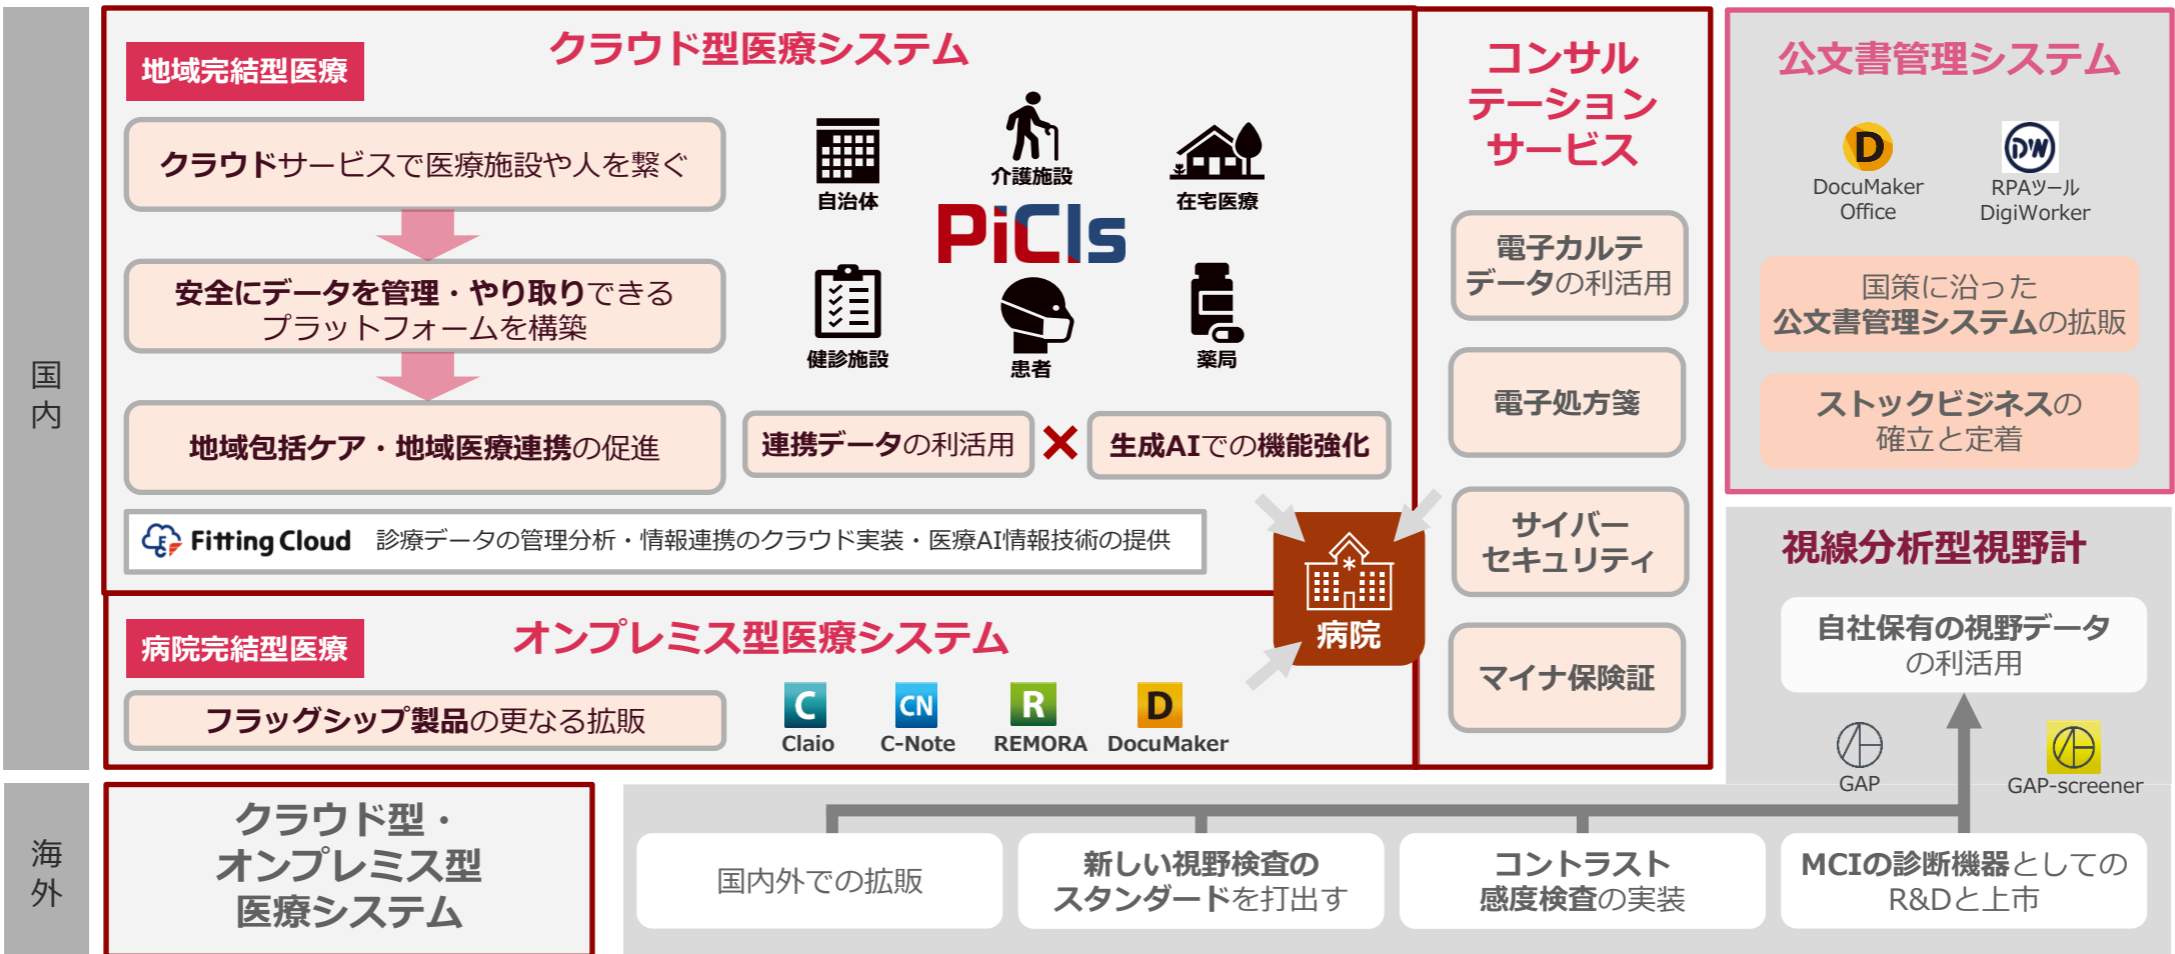 国内
地域完結型医療
クラウド型医療システム
クラウドサービスで医療施設や人を繋ぐ
安全にデータを管理・やり取りできる
プラットフォームを構築
地域包括ケア・地域医療連携の促進
自治体
介護施設
在宅医療
PiCls
健診施設
患者
薬局
連携データの利活用
×
生成AIでの機能強化
Fitting Cloud
診療データの管理分析・情報連携のクラウド実装・医療AI情報技術の提供
病院
病院完結型医療
オンプレミス型医療システム
フラッグシップ製品の更なる拡販
C
Claio
CN
C-Note
R
REMORA
D
DocuMaker
コンサル
テーション
サービス
電子カルテ
データの利活用
電子処方箋
サイバー
セキュリティ
マイナ保険証
公文書管理システム
D
DocuMaker
Office
DW
RPAツール
DigiWorker
国策に沿った
公文書管理システムの拡販
ストックビジネスの
確立と定着
視線分析型視野計
自社保有の視野データ
の利活用
GAP
GAP-screener
海外
クラウド型・
オンプレミス型
医療システム
国内外での拡販
新しい視野検査の
スタンダードを打出す
コントラスト
感度検査の実装
MCIの診断機器としての
R&Dと上市